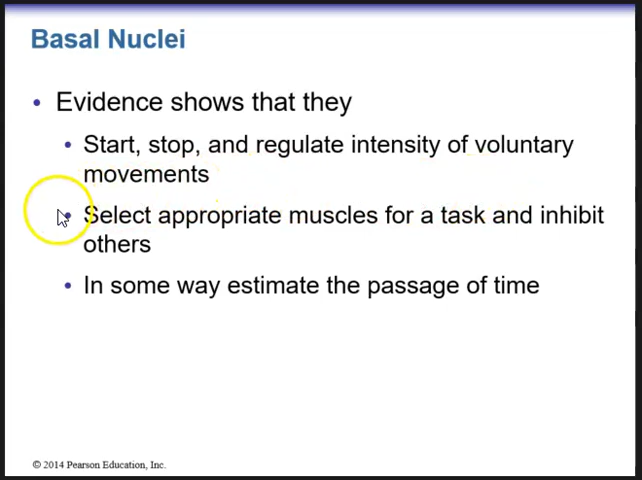 Basal Nuclei
• Evidence shows that they
• Start, stop, and regulate intensity of voluntary
movements
• Select appropriate muscles for a task and inhibit
others
• In some way estimate the passage of time
© 2014 Pearson Education, Inc.